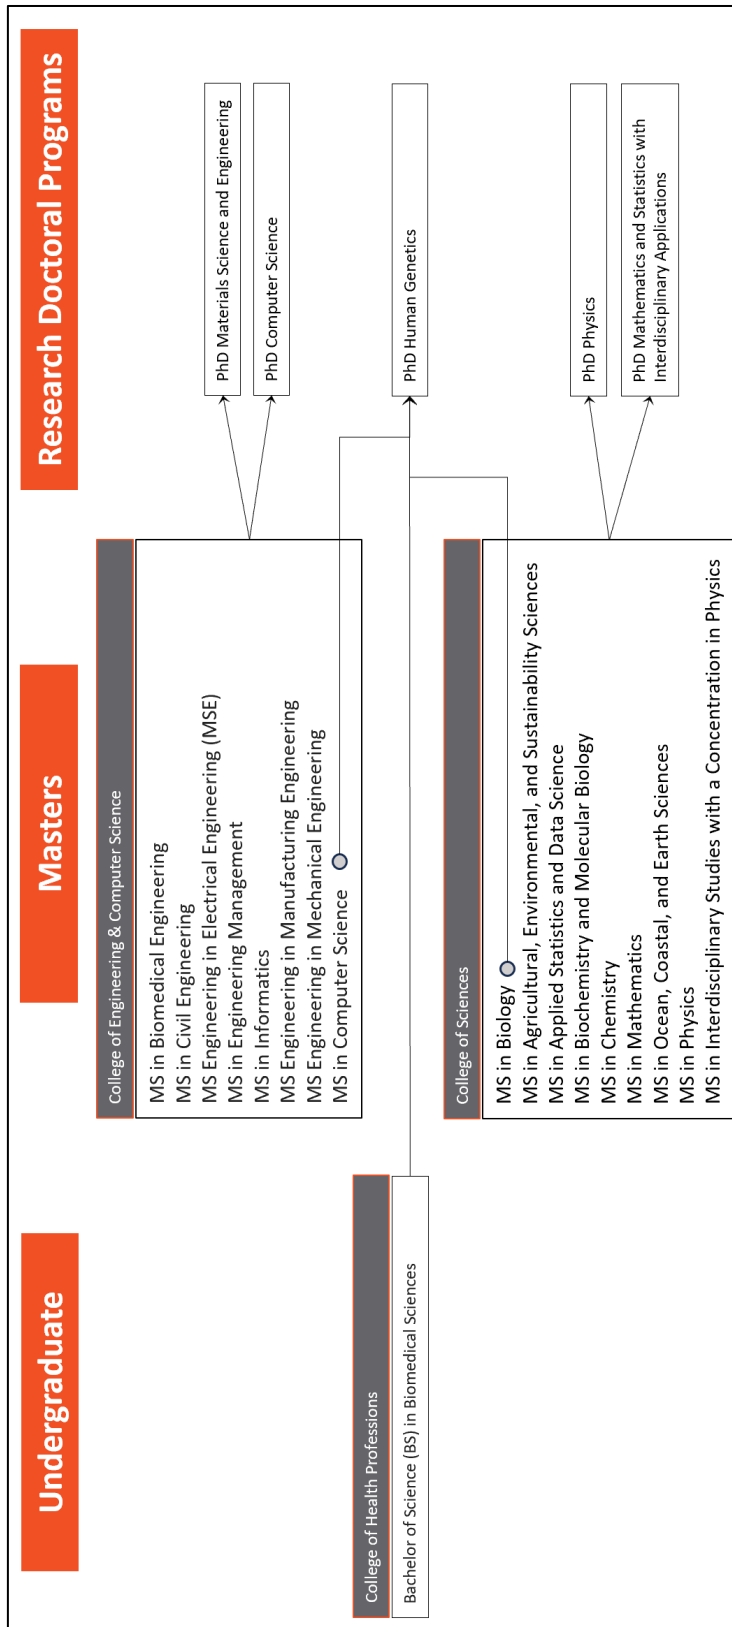 Undergraduate
Masters
Research Doctoral Programs
College of Health Professions
Bachelor of Science (BS) in Biomedical Sciences
College of Engineering & Computer Science
MS in Biomedical Engineering
MS in Civil Engineering
MS Engineering in Electrical Engineering (MSE)
MS in Engineering Management
MS in Informatics
MS Engineering in Manufacturing Engineering
MS Engineering in Mechanical Engineering
MS in Computer Science
College of Sciences
MS in Biology
MS in Agricultural, Environmental, and Sustainability Sciences
MS in Applied Statistics and Data Science
MS in Biochemistry and Molecular Biology
MS in Chemistry
MS in Mathematics
MS in Ocean, Coastal, and Earth Sciences
MS in Physics
MS in Interdisciplinary Studies with a Concentration in Physics
PhD Materials Science and Engineering
PhD Computer Science
PhD Human Genetics
PhD Physics
PhD Mathematics and Statistics with
Interdisciplinary Applications